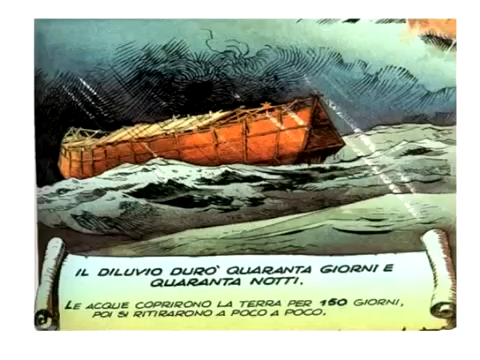 IL DILUVIO DURO' QUARANTA GIORNI E
QUARANTA NOTTI.
LE ACQUE COPRIRONO LA TERRA PER 150 GIORNI,
POI SI RITIRARONO A POCO A POCO.